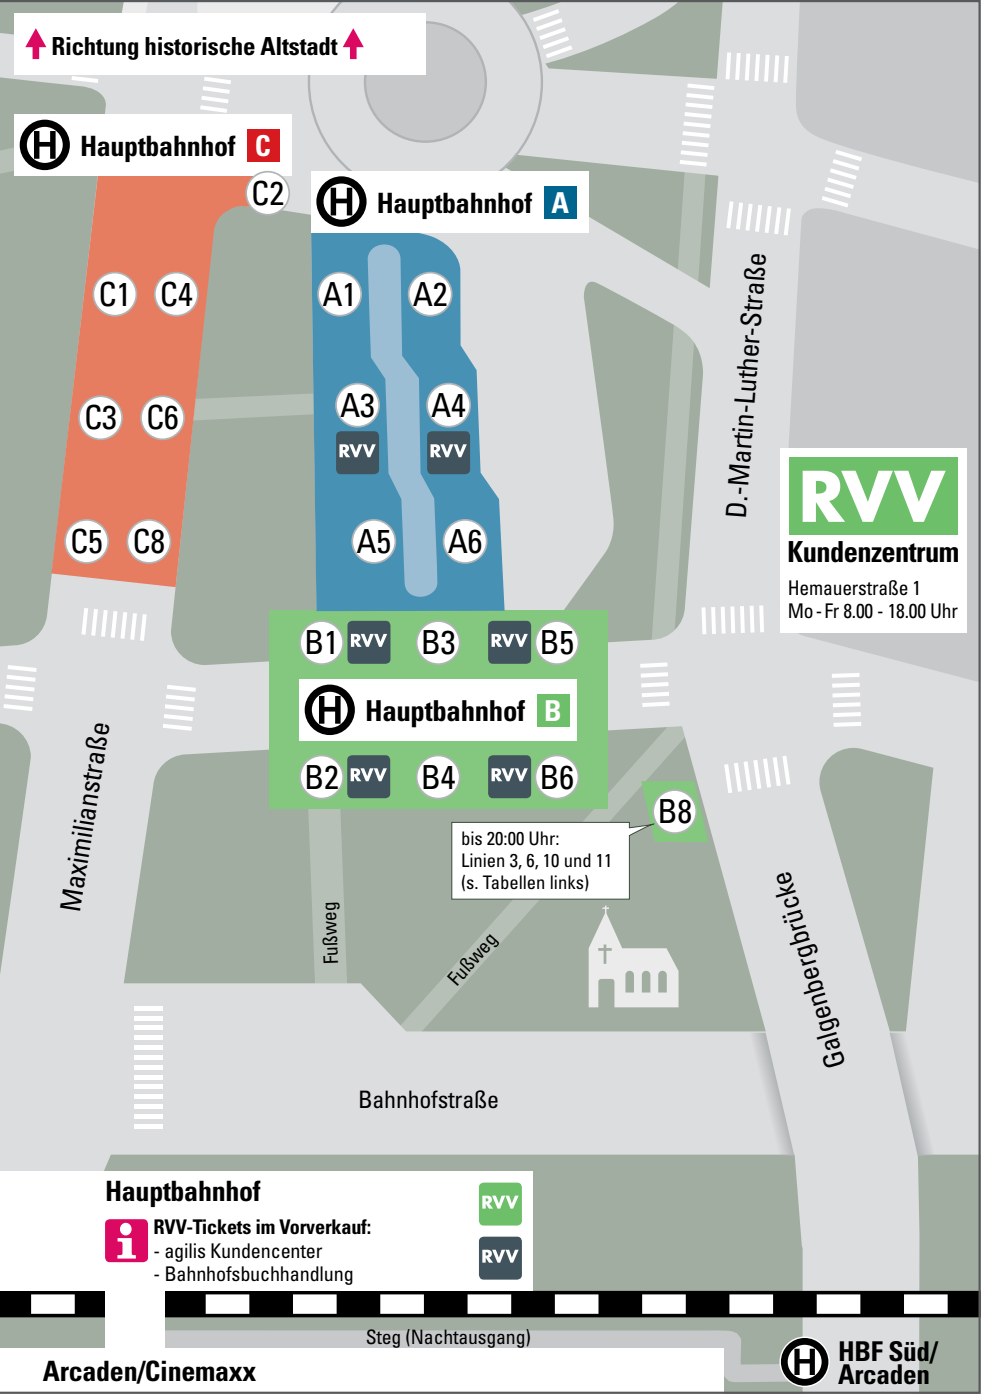 Richtung historische Altstadt
H Hauptbahnhof C
C2
H Hauptbahnhof A
C1 C4
A1 A2
C3 C6
A3 A4
RVV RVV
C5 C8
A5 A6
D.-Martin-Luther-Straße
RVV
Kundenzentrum
Hemauerstraße 1
Mo - Fr 8.00 - 18.00 Uhr
B1 RVV B3 RVV B5
H Hauptbahnhof B
B2 RVV B4 RVV B6
B8
bis 20:00 Uhr:
Linien 3, 6, 10 und 11
(s. Tabellen links)
Maximilianstraße
Fußweg
Fußweg
Galgenbergbrücke
Bahnhofstraße
Hauptbahnhof
RVV
i RVV-Tickets im Vorverkauf:
- agilis Kundencenter
- Bahnhofsbuchhandlung
RVV
Steg (Nachtausgang)
Arcaden/Cinemaxx
H HBF Süd/
Arcaden